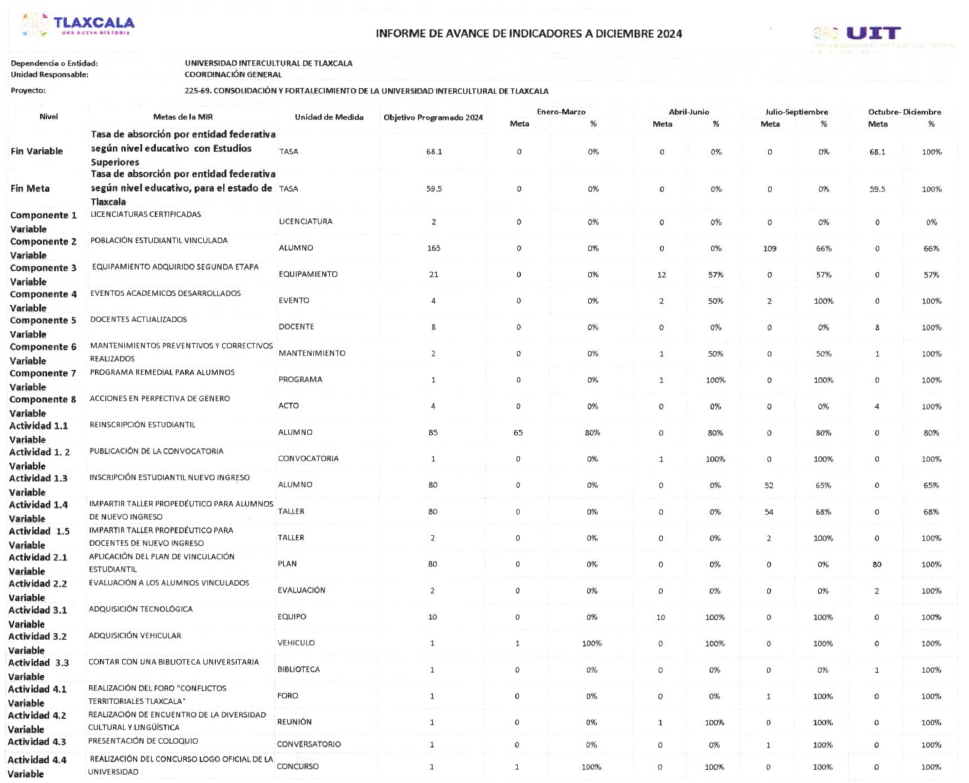 TLAXCALA
UNA NUEVA HISTORIA
INFORME DE AVANCE DE INDICADORES A DICIEMBRE 2024
UIT
Dependencia o Entidad: UNIVERSIDAD INTERCULTURAL DE TLAXCALA
Unidad Responsable: COORDINACIÓN GENERAL
Proyecto: 225-69. CONSOLIDACIÓN Y FORTALECIMIENTO DE LA UNIVERSIDAD INTERCULTURAL DE TLAXCALA
Enero-Marzo Abril-Junio Julio-Septiembre Octubre- Diciembre
Nivel Metas de la MIR Unidad de Medida Objetivo Programado 2024 Meta % Meta % Meta % Meta %
Tasa de absorción por entidad federativa
Fin Variable según nivel educativo con Estudios TASA 68.1 0 0% 0 0% 0 0% 68.1 100%
Superiores
Tasa de absorción por entidad federativa
Fin Meta según nivel educativo, para el estado de TASA 59.5 0 0% 0 0% 0 0% 59.5 100%
Tlaxcala
Componente 1 LICENCIATURAS CERTIFICADAS
Variable LICENCIATURA 2 0 0% 0 0% 0 0% 0 0%
Componente 2 POBLACIÓN ESTUDIANTIL VINCULADA
Variable ALUMNO 165 0 0% 0 0% 109 66% 0 66%
Componente 3 EQUIPAMIENTO ADQUIRIDO SEGUNDA ETAPA
Variable EQUIPAMIENTO 21 0 0% 12 57% 0 57% 0 57%
Componente 4 EVENTOS ACADEMICOS DESARROLLADOS
Variable EVENTO 4 0 0% 2 50% 2 100% 0 100%
Componente 5 DOCENTES ACTUALIZADOS
Variable DOCENTE 8 0 0% 0 0% 0 0% 8 100%
Componente 6 MANTENIMIENTOS PREVENTIVOS Y CORRECTIVOS
Variable REALIZADOS MANTENIMIENTO 2 0 0% 1 50% 0 50% 1 100%
Componente 7 PROGRAMA REMEDIAL PARA ALUMNOS
Variable PROGRAMA 1 0 0% 1 100% 0 100% 0 100%
Componente 8 ACCIONES EN PERPECTIVA DE GENERO
Variable ACTO 4 0 0% 0 0% 0 0% 4 100%
Actividad 1.1 REINSCRIPCIÓN ESTUDIANTIL
Variable ALUMNO 85 65 80% 0 80% 0 80% 0 80%
Actividad 1. 2 PUBLICACIÓN DE LA CONVOCATORIA
Variable CONVOCATORIA 1 0 0% 1 100% 0 100% 0 100%
Actividad 1.3 INSCRIPCIÓN ESTUDIANTIL NUEVO INGRESO
Variable ALUMNO 80 0 0% 0 0% 52 65% 0 65%
Actividad 1.4 IMPARTIR TALLER PROPEDÉUTICO PARA ALUMNOS
Variable DE NUEVO INGRESO TALLER 80 0 0% 0 0% 54 68% 0 68%
Actividad 1.5 IMPARTIR TALLER PROPEDÉUTICO PARA
Variable DOCENTES DE NUEVO INGRESO TALLER 2 0 0% 0 0% 2 100% 0 100%
Actividad 2.1 APLICACIÓN DEL PLAN DE VINCULACIÓN
Variable ESTUDIANTIL PLAN 80 0 0% 0 0% 0 0% 80 100%
Actividad 2.2 EVALUACIÓN A LOS ALUMNOS VINCULADOS
Variable EVALUACIÓN 2 0 0% 0 0% 0 0% 2 100%
Actividad 3.1 ADQUISICIÓN TECNOLÓGICA
Variable EQUIPO 10 0 0% 10 100% 0 100% 0 100%
Actividad 3.2 ADQUISICIÓN VEHICULAR
Variable VEHICULO 1 1 100% 0 100% 0 100% 0 100%
Actividad 3.3 CONTAR CON UNA BIBLIOTECA UNIVERSITARIA
Variable BIBLIOTECA 1 0 0% 0 0% 0 0% 1 100%
Actividad 4.1 REALIZACIÓN DEL FORO "CONFLICTOS
Variable TERRITORIALES TLAXCALA" FORO 1 0 0% 0 0% 1 100% 0 100%
Actividad 4.2 REALIZACIÓN DE ENCUENTRO DE LA DIVERSIDAD
Variable CULTURAL Y LINGÜÍSTICA REUNIÓN 1 0 0% 1 100% 0 100% 0 100%
Actividad 4.3 PRESENTACIÓN DE COLOQUIO CONVERSATORIO 1 0 0% 0 0% 1 100% 0 100%
Actividad 4.4 REALIZACIÓN DEL CONCURSO LOGO OFICIAL DE LA
Variable UNIVERSIDAD CONCURSO 1 1 100% 0 100% 0 100% 0 100%